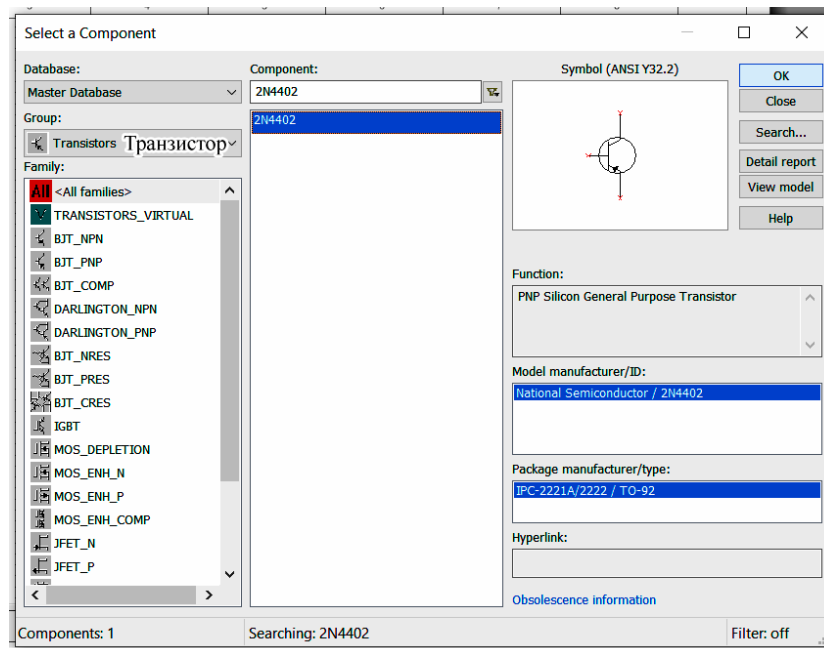 Select a Component
Database:
Master Database
Group:
Transistors Транзистор
Family:
All <All families>
TRANSISTORS_VIRTUAL
BJT_NPN
BJT_PNP
BJT_COMP
DARLINGTON_NPN
DARLINGTON_PNP
BJT_NRES
BJT_PRES
BJT_CRES
IGBT
MOS_DEPLETION
MOS_ENH_N
MOS_ENH_P
MOS_ENH_COMP
JFET_N
JFET_P
Component:
2N4402
2N4402
Symbol (ANSI Y32.2)
Function:
PNP Silicon General Purpose Transistor
Model manufacturer/ID:
National Semiconductor / 2N4402
Package manufacturer/type:
IPC-2221A/2222 / TO-92
Hyperlink:
Obsolescence information
OK
Close
Search...
Detail report
View model
Help
Components: 1
Searching: 2N4402
Filter: off